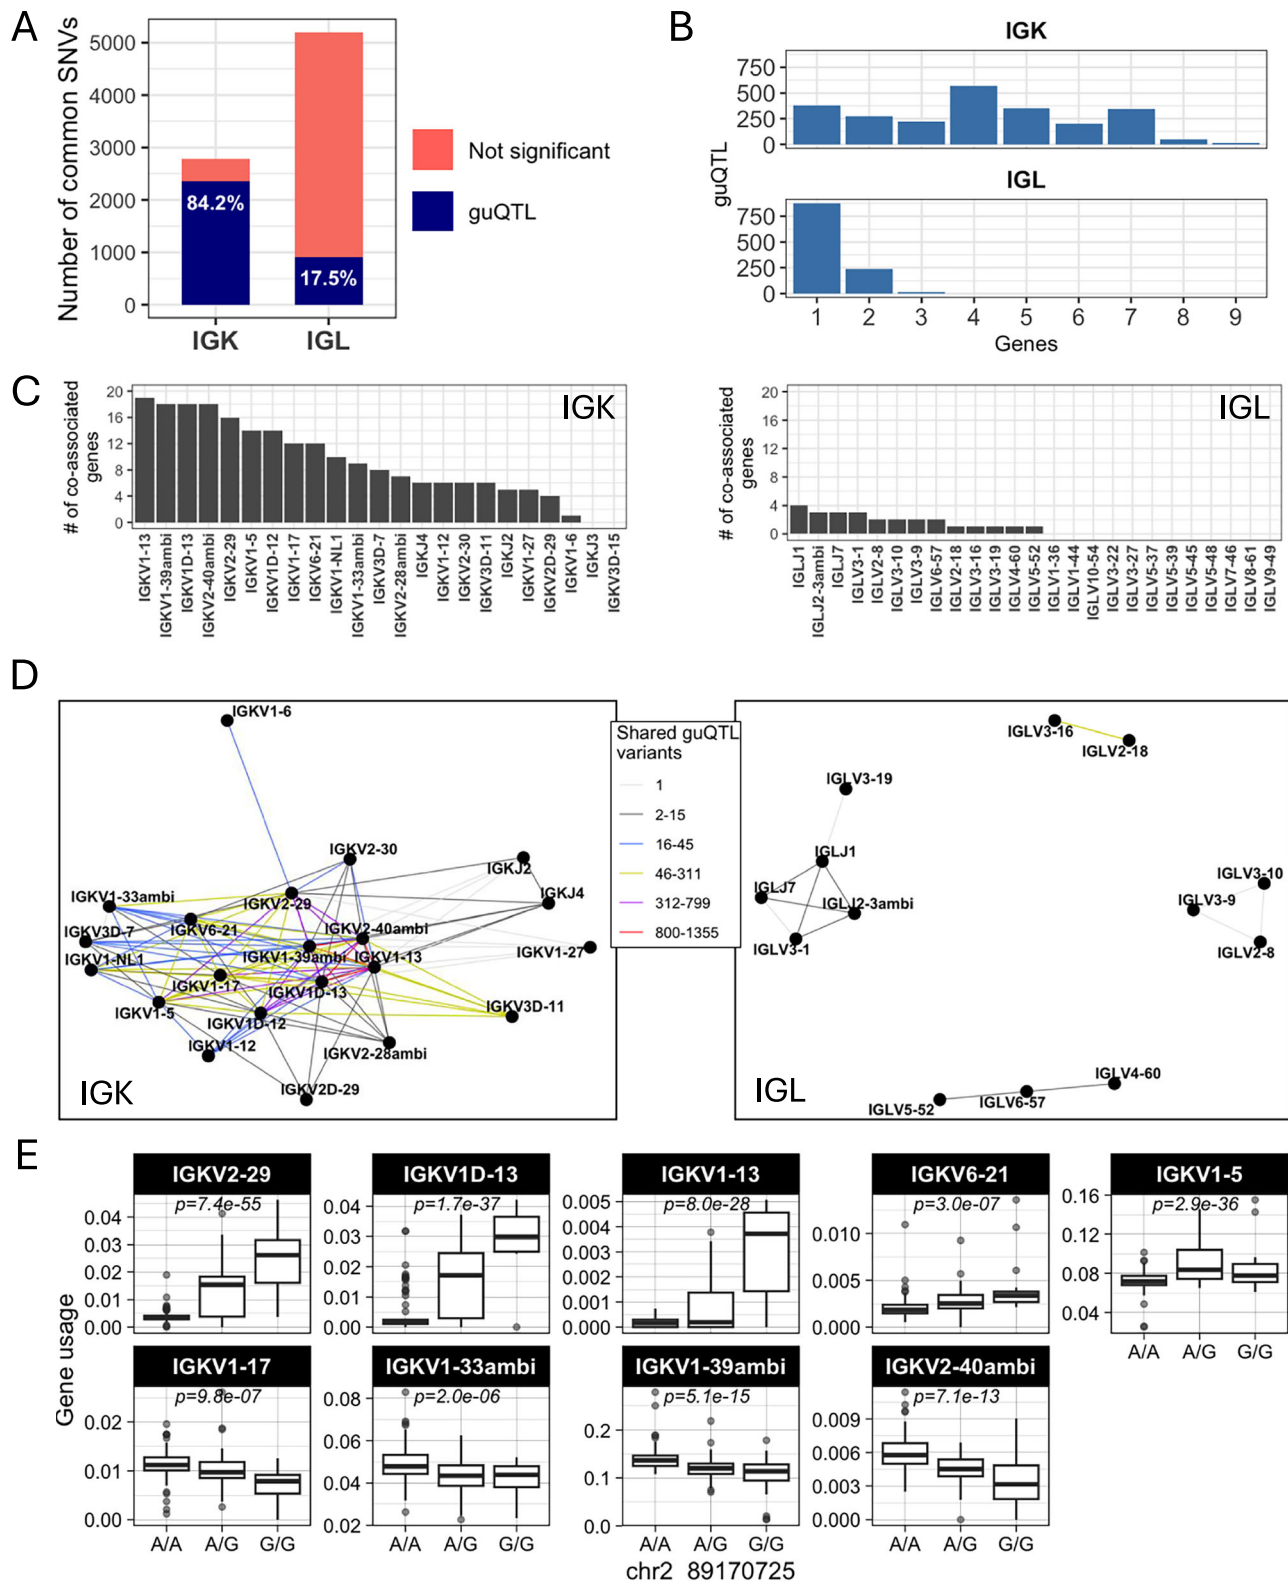 A
Number of common SNVs
5000
4000
3000
2000
1000
0
84.2%
17.5%
IGK
IGL
Not significant
guQTL
B
IGK
guQTL
750
500
250
0
IGL
750
500
250
0
1 2 3 4 5 6 7 8 9
Genes
C
# of co-associated
genes
20
16
12
8
4
0
IGK
IGKV1-13
IGKV1-39ambi
IGKV1D-13
IGKV2-40ambi
IGKV2-29
IGKV1-5
IGKV1D-12
IGKV1-17
IGKV6-21
IGKV1-NL1
IGKV1-33ambi
IGKV3D-7
IGKV2-28ambi
IGKJ4
IGKV1-12
IGKV2-30
IGKV3D-11
IGKJ2
IGKV1-27
IGKV2D-29
IGKV1-6
IGKJ3
IGKV3D-15
# of co-associated
genes
20
16
12
8
4
0
IGL
IGLJ1
IGLJ2-3ambi
IGLJ7
IGLV3-1
IGLV2-8
IGLV3-10
IGLV3-9
IGLV6-57
IGLV2-18
IGLV3-16
IGLV3-19
IGLV4-60
IGLV5-52
IGLV1-36
IGLV1-44
IGLV10-54
IGLV3-22
IGLV3-27
IGLV5-37
IGLV5-39
IGLV5-45
IGLV5-48
IGLV7-46
IGLV8-61
IGLV9-49
D
IGKV1-6
IGKV2-30
IGKJ2
IGKV1-33ambi
IGKV2-29
IGKJ4
IGKV3D-7
IGKV6-21
IGKV2-40ambi
IGKV1-NL1
IGKV1-39ambi
IGKV1-13
IGKV1-27
IGKV1-17
IGKV1D-13
IGKV1-5
IGKV1D-12
IGKV3D-11
IGKV1-12
IGKV2-28ambi
IGKV2D-29
IGK
Shared guQTL
variants
1
2-15
16-45
46-311
312-799
800-1355
IGLV3-16
IGLV2-18
IGLV3-19
IGLJ1
IGLJ7
IGLJ2-3ambi
IGLV3-1
IGLV3-10
IGLV3-9
IGLV2-8
IGLV4-60
IGLV5-52
IGLV6-57
IGL
E
Gene usage
IGKV2-29
p=7.4e-55
0.04
0.03
0.02
0.01
0.00
IGKV1D-13
p=1.7e-37
0.04
0.03
0.02
0.01
0.00
IGKV1-13
p=8.0e-28
0.005
0.004
0.003
0.002
0.001
0.000
IGKV6-21
p=3.0e-07
0.010
0.005
0.000
IGKV1-5
p=2.9e-36
0.16
0.12
0.08
0.04
A/A A/G G/G
IGKV1-17
p=9.8e-07
0.02
0.01
0.00
A/A A/G G/G
IGKV1-33ambi
p=2.0e-06
0.08
0.06
0.04
0.02
A/A A/G G/G
IGKV1-39ambi
p=5.1e-15
0.2
0.1
0.0
A/A A/G G/G
IGKV2-40ambi
p=7.1e-13
0.009
0.006
0.003
0.000
A/A A/G G/G
chr2 89170725